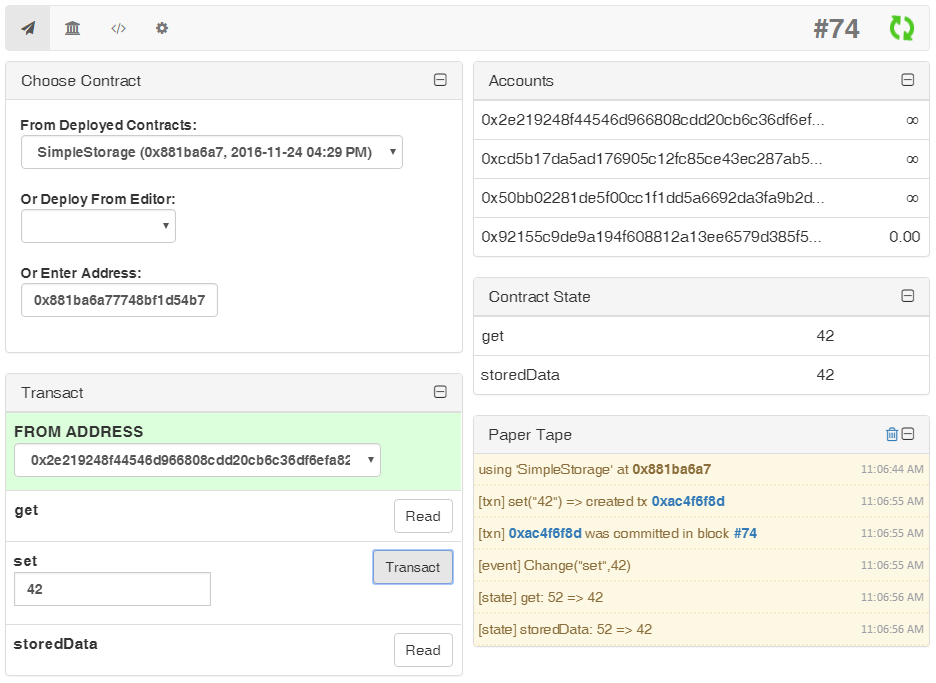 #74
Choose Contract
From Deployed Contracts:
SimpleStorage (0x881ba6a7, 2016-11-24 04:29 PM)
Or Deploy From Editor:
Or Enter Address:
0x881ba6a77748bf1d54b7
Transact
FROM ADDRESS
0x2e219248f44546d966808cdd20cb6c36df6efa82
get
Read
set
Transact
42
storedData
Read
Accounts
0x2e219248f44546d966808cdd20cb6c36df6ef... ∞
0xcd5b17da5ad176905c12fc85ce43ec287ab5... ∞
0x50bb02281de5f00cc1f1dd5a6692da3fa9b2d... ∞
0x92155c9de9a194f608812a13ee6579d385f5... 0.00
Contract State
get 42
storedData 42
Paper Tape
using 'SimpleStorage' at 0x881ba6a7 11:06:44 AM
[txn] set("42") => created tx 0xac4f6f8d 11:06:55 AM
[txn] 0xac4f6f8d was committed in block #74 11:06:55 AM
[event] Change("set",42) 11:06:55 AM
[state] get: 52 => 42 11:06:56 AM
[state] storedData: 52 => 42 11:06:56 AM